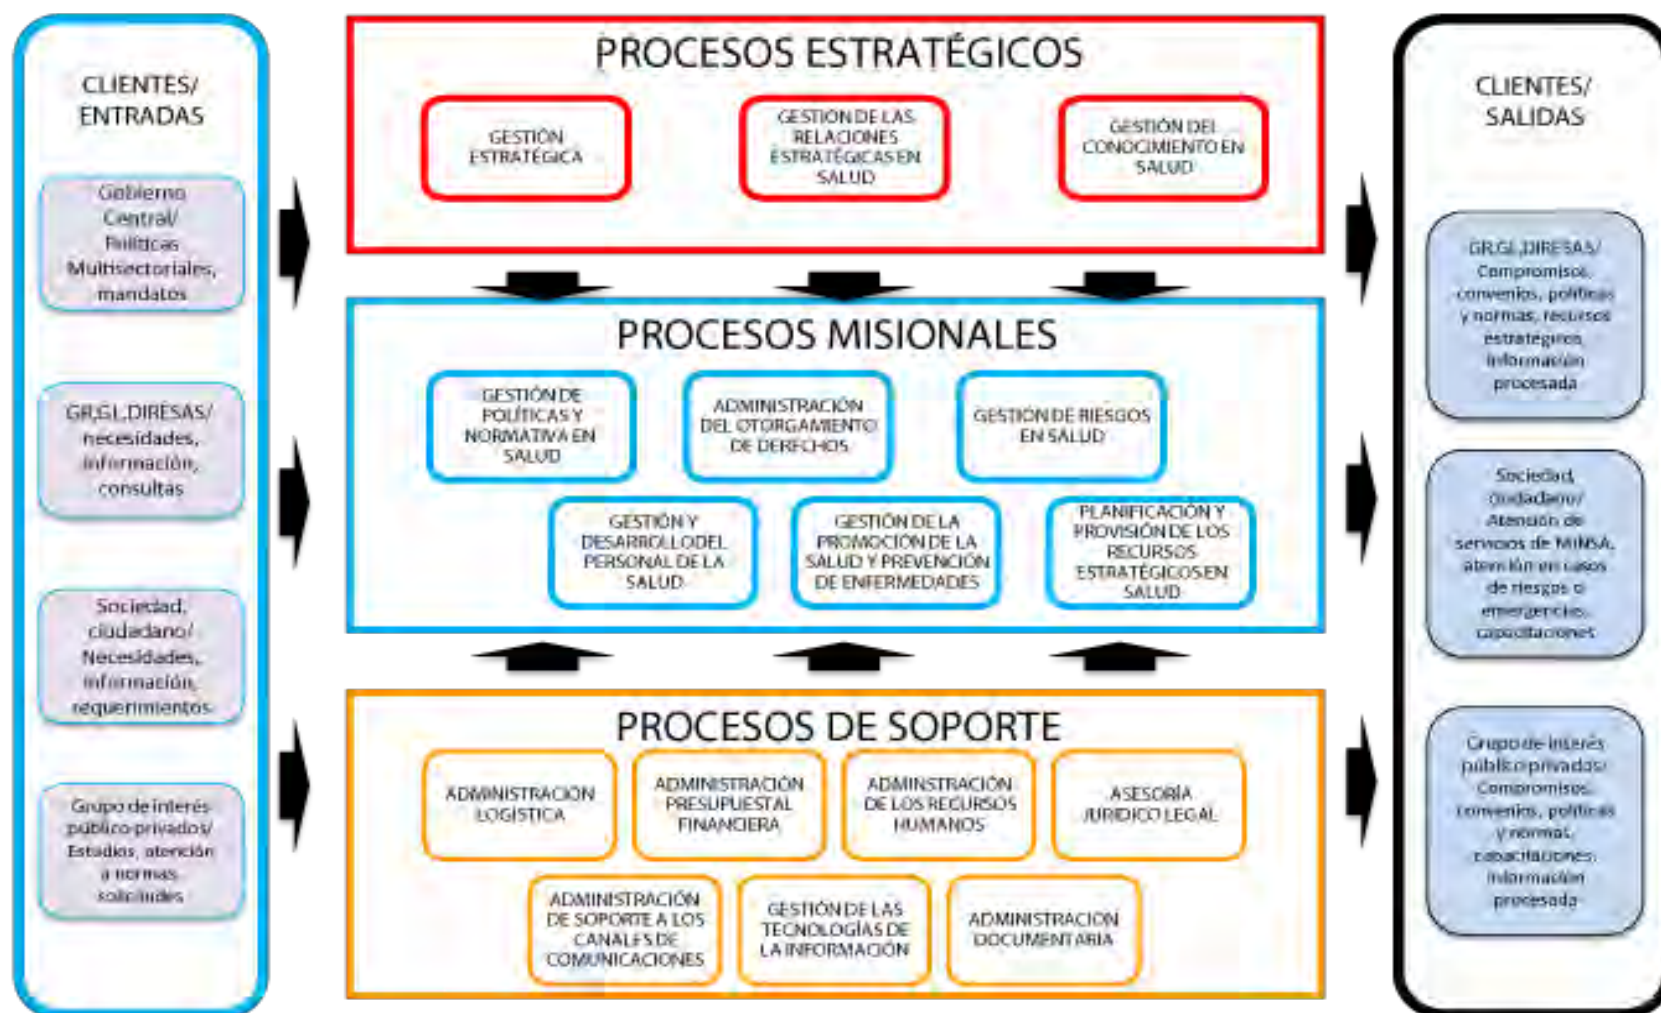 CLIENTES/
ENTRADAS
Gobierno
Central/
Políticas
Multisectoriales,
mandatos
GR,GL,DIRESAS/
necesidades,
información,
consultas
Sociedad,
ciudadano/
Necesidades,
información,
requerimientos
Grupo de interés
público privados/
Estudios, atención
a normas,
solicitudes
PROCESOS ESTRATÉGICOS
GESTIÓN
ESTRATÉGICA
GESTIÓN DE LAS
RELACIONES
ESTRATÉGICAS EN
SALUD
GESTIÓN DEL
CONOCIMIENTO EN
SALUD
PROCESOS MISIONALES
GESTIÓN DE
POLÍTICAS Y
NORMATIVA EN
SALUD
ADMINISTRACIÓN
DEL OTORGAMIENTO
DE DERECHOS
GESTIÓN DE RIESGOS
EN SALUD
GESTIÓN Y
DESARROLLO DEL
PERSONAL DE LA
SALUD
GESTIÓN DE LA
PROMOCIÓN DE LA
SALUD Y PREVENCIÓN
DE ENFERMEDADES
PLANIFICACIÓN Y
PROVISIÓN DE LOS
RECURSOS
ESTRATÉGICOS EN
SALUD
PROCESOS DE SOPORTE
ADMINISTRACION
LOGÍSTICA
ADMINISTRACIÓN
PRESUPUESTAL
FINANCIERA
ADMINSTRACIÓN
DE LOS RECURSOS
HUMANOS
ASESORÍA
JURIDICO LEGAL
ADMINISTRACIÓN
DE SOPORTE A LOS
CANALES DE
COMUNICACIONES
GESTIÓN DE LAS
TECNOLOGÍAS DE
LA INFORMACIÓN
ADMINISTRACION
DOCUMENTARIA
CLIENTES/
SALIDAS
GR,GL,DIRESAS/
Compromisos,
convenios, políticas
y normas, recursos
estratégicos,
Información
procesada
Sociedad,
ciudadano/
Atención de
servicios de MINSA,
atención en casos
de riesgos o
emergencias,
capacitaciones
Grupo de interés
público privados/
Compromisos,
convenios, políticas
y normas,
capacitaciones,
Información
procesada